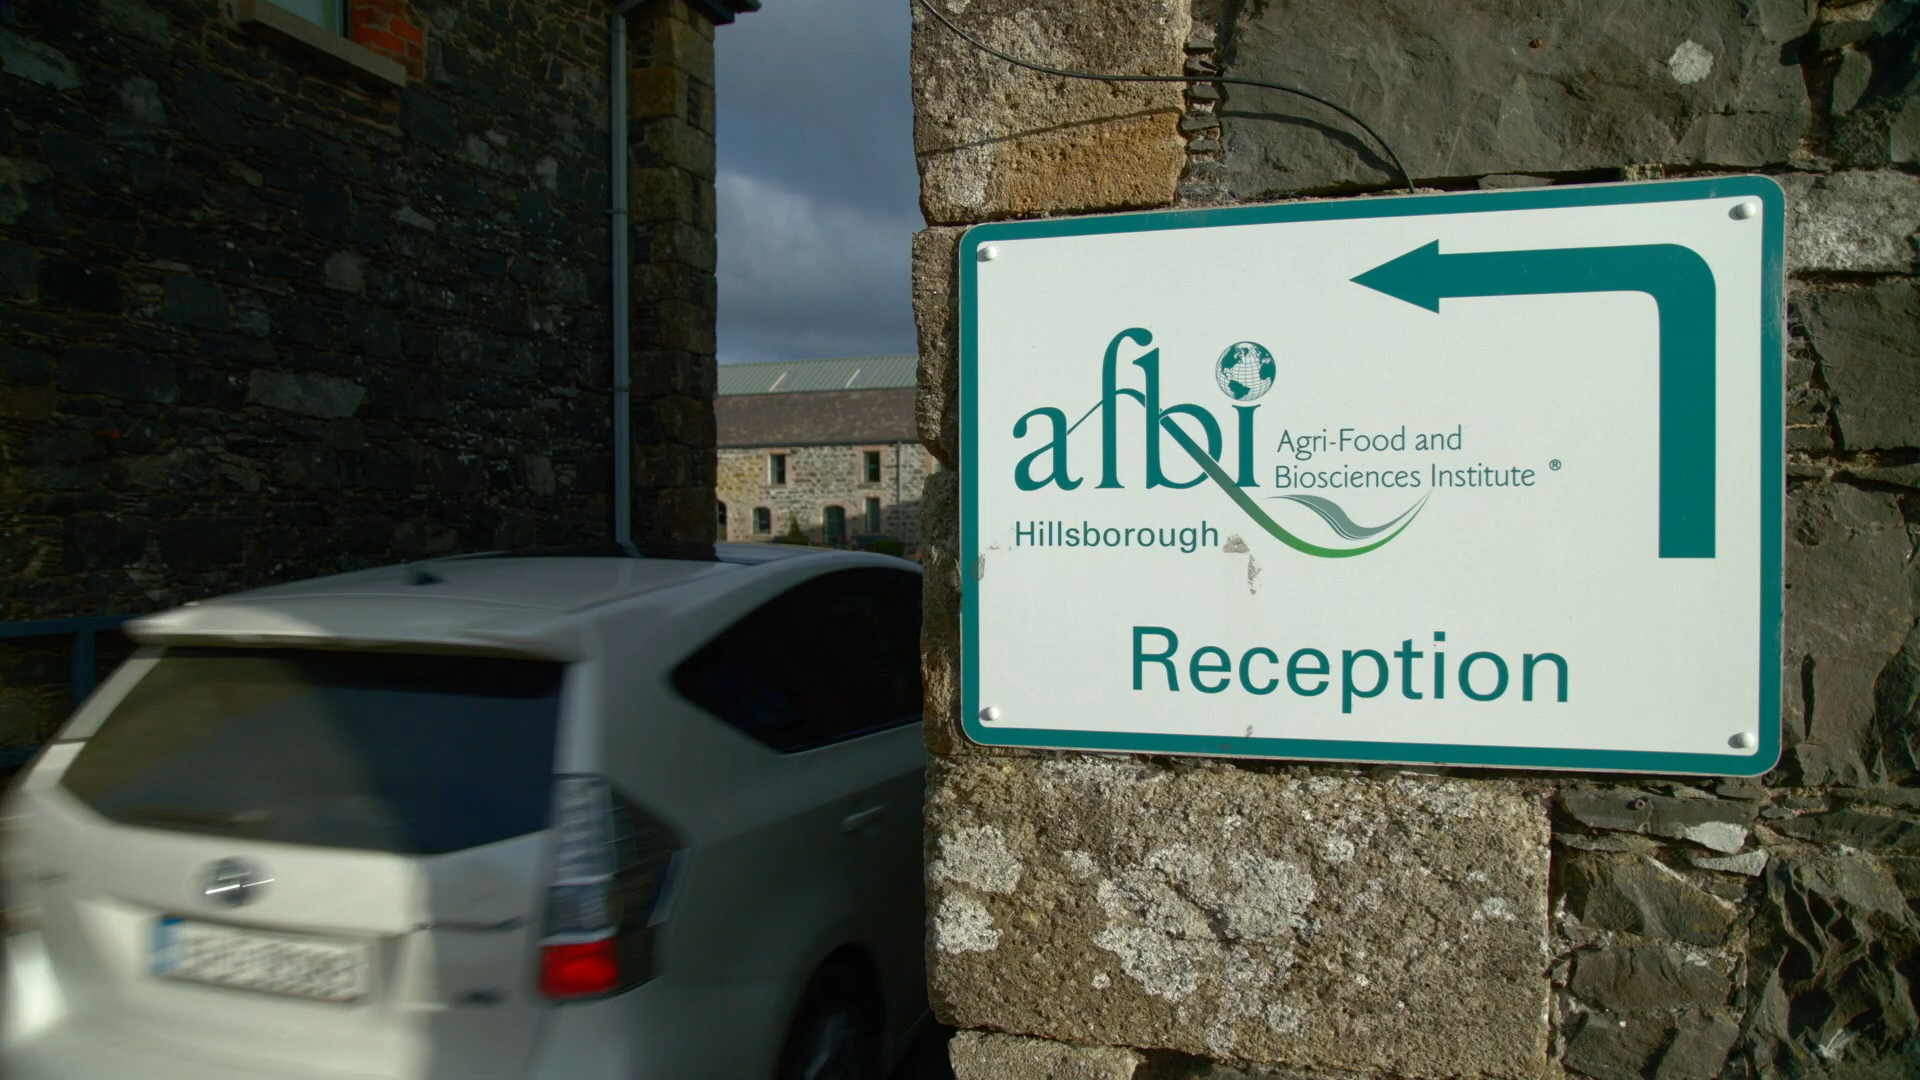 afbi
Agri-Food and
Biosciences Institute ®
Hillsborough
Reception